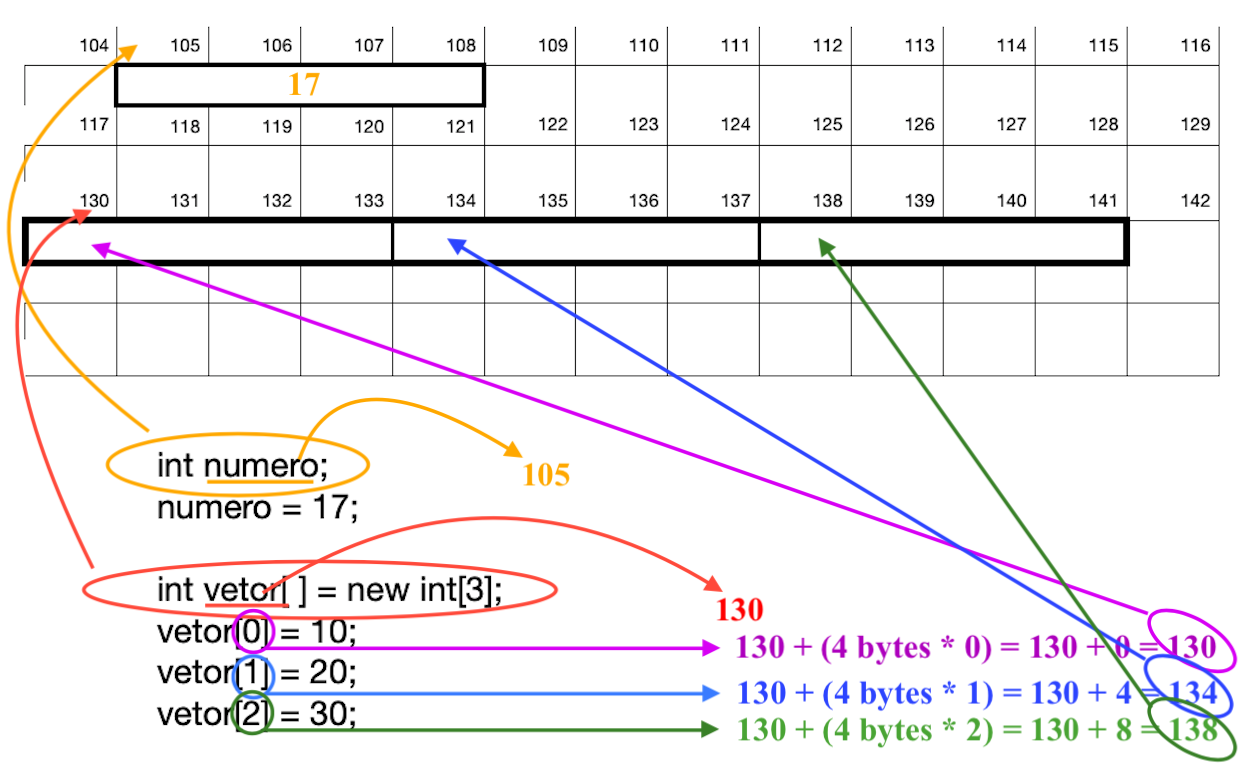 104 105 106 107 108 109 110 111 112 113 114 115 116
17
117 118 119 120 121 122 123 124 125 126 127 128 129
130 131 132 133 134 135 136 137 138 139 140 141 142
int numero;
105
numero = 17;
int vetor[ ] = new int[3];
130
vetor[0] = 10;
130 + (4 bytes * 0) = 130 + 0 = 130
vetor[1] = 20;
130 + (4 bytes * 1) = 130 + 4 = 134
vetor[2] = 30;
130 + (4 bytes * 2) = 130 + 8 = 138